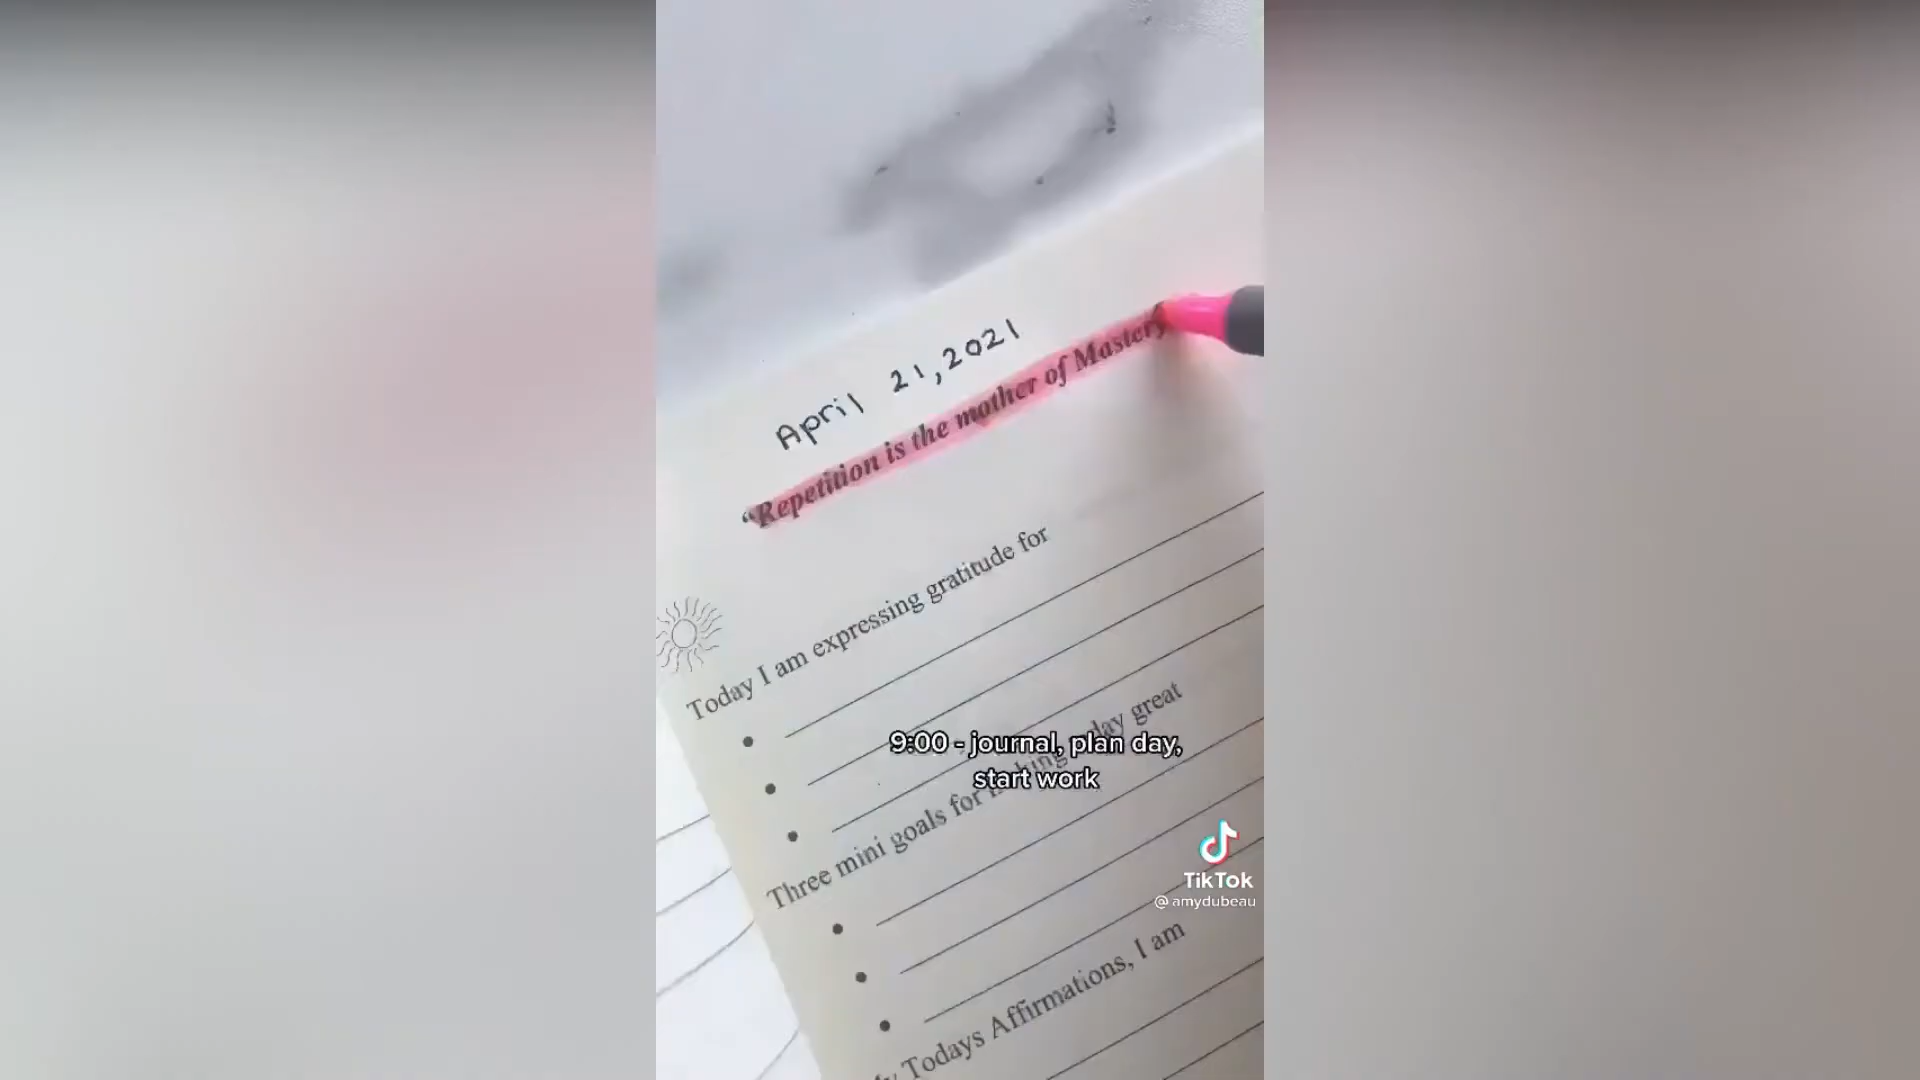 April 21, 2021
"Repetition is the mother of Mastery
Today I am expressing gratitude for
Three mini goals for making today great
9:00 - journal, plan day,
start work
TikTok
@amydubeau
My Todays Affirmations, I am